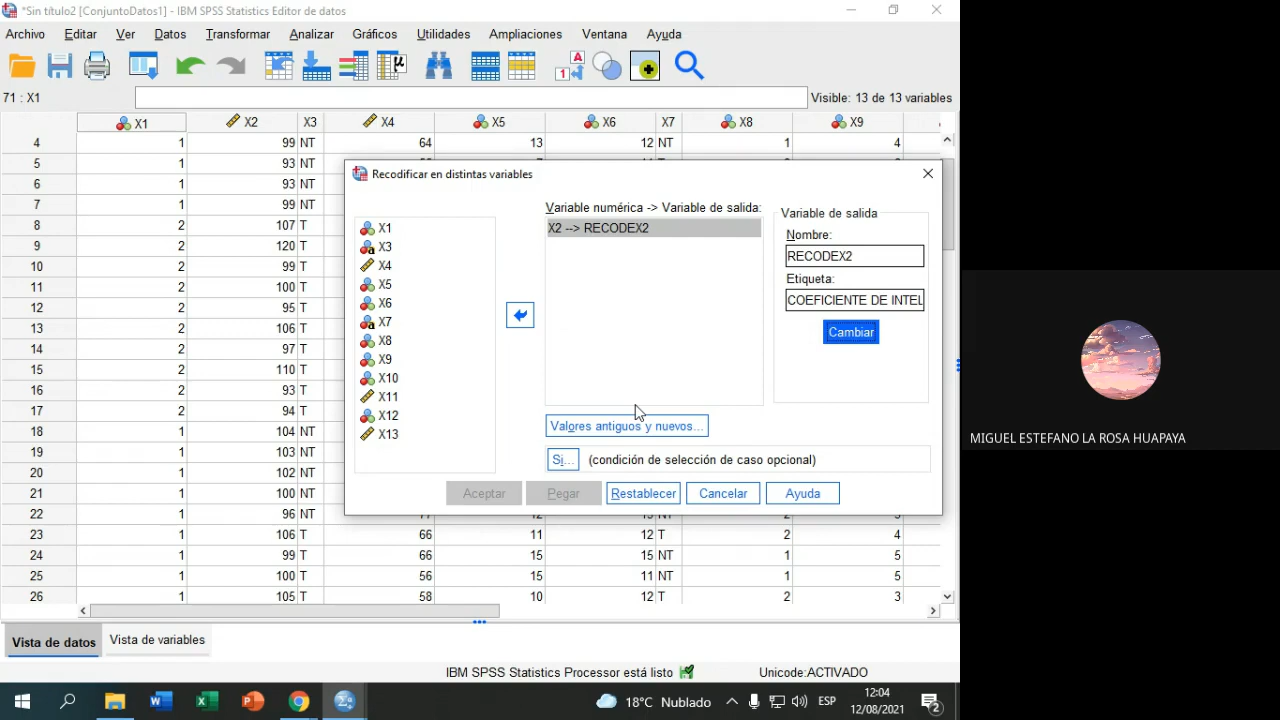 *Sin título2 [ConjuntoDatos1] - IBM SPSS Statistics Editor de datos
Archivo Editar Ver Datos Transformar Analizar Gráficos Utilidades Ampliaciones Ventana Ayuda
71 : X1 Visible: 13 de 13 variables
X1 X2 X3 X4 X5 X6 X7 X8 X9
4 1 99 NT 64 13 12 NT 1 4
5 1 93 NT
6 1 93 NT
7 1 99 NT
8 2 107 T
9 2 120 T
10 2 99 T
11 2 100 T
12 2 95 T
13 2 106 T
14 2 97 T
15 2 110 T
16 2 93 T
17 2 94 T
18 1 104 NT
19 1 103 NT
20 1 102 NT
21 1 100 NT
22 1 96 NT
23 1 106 T 66 11 12 T 2 4
24 1 99 T 66 15 15 NT 1 5
25 1 100 T 56 15 11 NT 1 5
26 1 105 T 58 10 12 T 2 3
Recodificar en distintas variables
X1
X3
X4
X5
X6
X7
X8
X9
X10
X11
X12
X13
Variable numérica -> Variable de salida:
X2 --> RECODEX2
Variable de salida
Nombre:
RECODEX2
Etiqueta:
COEFICIENTE DE INTEL
Cambiar
Valores antiguos y nuevos...
Si... (condición de selección de caso opcional)
Aceptar Pegar Restablecer Cancelar Ayuda
Vista de datos Vista de variables
IBM SPSS Statistics Processor está listo Unicode:ACTIVADO
18°C Nublado ESP
12:04
12/08/2021
2
MIGUEL ESTEFANO LA ROSA HUAPAYA